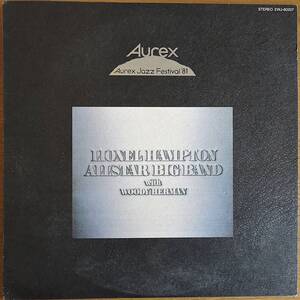 STEREO EWJ-80207
Aurex
Aurex Jazz Festival '81
LIONEL HAMPTON
ALL STAR BIG BAND
with
WOODY HERMAN